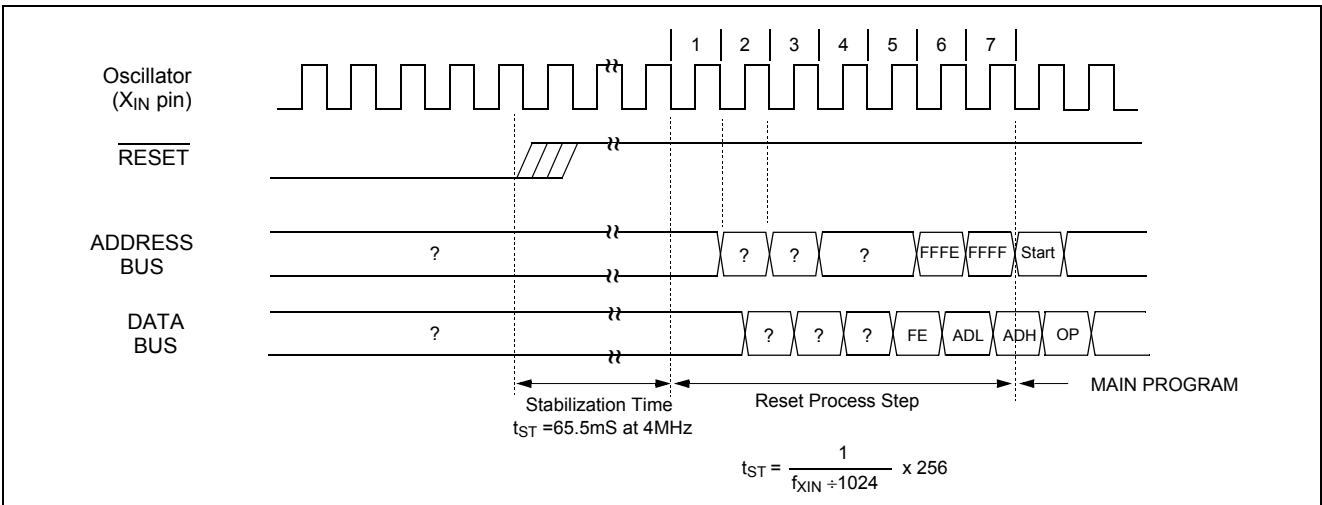 1 2 3 4 5 6 7
Oscillator
(XIN pin)
RESET
ADDRESS
BUS
? ? ? ? FFFE FFFF Start
DATA
BUS
? ? ? ? FE ADL ADH OP
Stabilization Time
tST =65.5mS at 4MHz
Reset Process Step
MAIN PROGRAM
tST = 1 / fXIN ÷1024 x 256